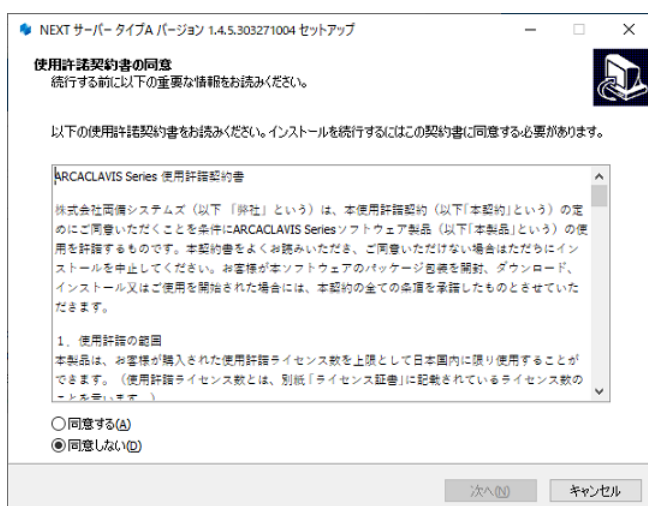 NEXT サーバー タイプA バージョン 1.4.5.303271004 セットアップ
使用許諾契約書の同意
続行する前に以下の重要な情報をお読みください。
以下の使用許諾契約書をお読みください。インストールを続行するにはこの契約書に同意する必要があります。
ARCACLAVIS Series 使用許諾契約書
株式会社両備システムズ（以下 「弊社」という）は、本使用許諾契約（以下「本契約」という）の定
めにご同意いただくことを条件にARCACLAVIS Seriesソフトウェア製品（以下「本製品」という）の使
用を許諾するものです。本契約書をよくお読みいただき、ご同意いただけない場合はただちにイン
ストールを中止してください。お客様が本ソフトウェアのパッケージ包装を開封、ダウンロード、
インストール又はご使用を開始された場合には、本契約の全ての条項を承諾したものとさせていた
だきます。
1．使用許諾の範囲
本製品は、お客様が購入された使用許諾ライセンス数を上限として日本国内に限り使用することが
できます。（使用許諾ライセンス数とは、別紙「ライセンス証書」に記載されているライセンス数の
ことを言います。）
同意する(A)
同意しない(D)
次へ(N)
キャンセル